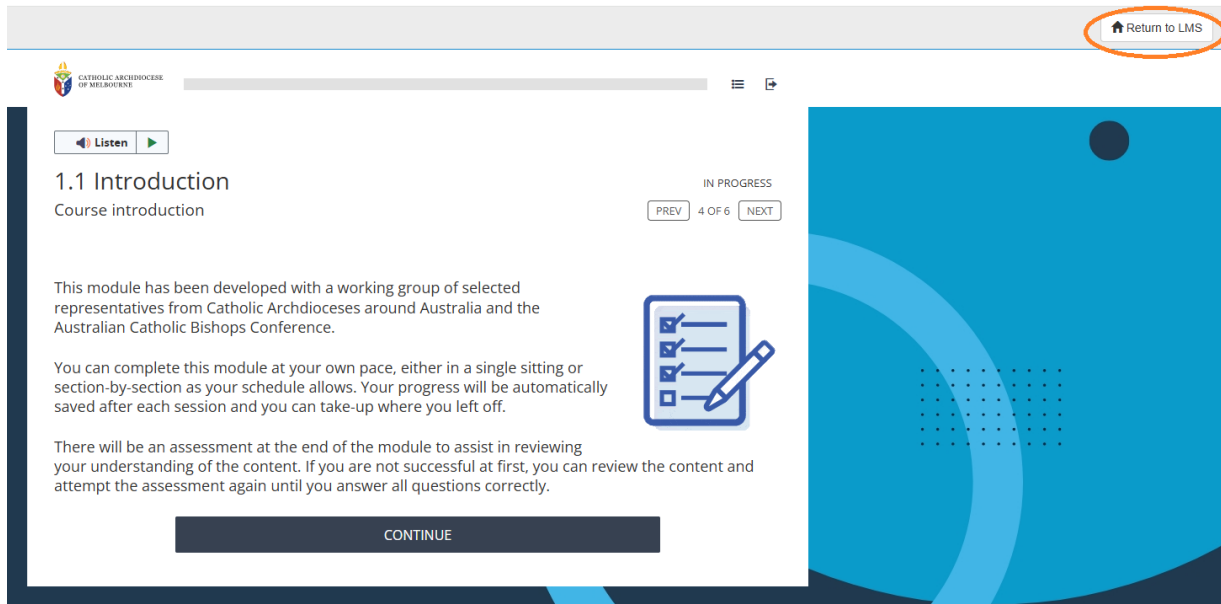 Return to LMS
CATHOLIC ARCHDIOCESE
OF MELBOURNE
Listen
1.1 Introduction
IN PROGRESS
Course introduction
PREV 4 OF 6 NEXT
This module has been developed with a working group of selected
representatives from Catholic Archdioceses around Australia and the
Australian Catholic Bishops Conference.
You can complete this module at your own pace, either in a single sitting or
section-by-section as your schedule allows. Your progress will be automatically
saved after each session and you can take-up where you left off.
There will be an assessment at the end of the module to assist in reviewing
your understanding of the content. If you are not successful at first, you can review the content and
attempt the assessment again until you answer all questions correctly.
CONTINUE